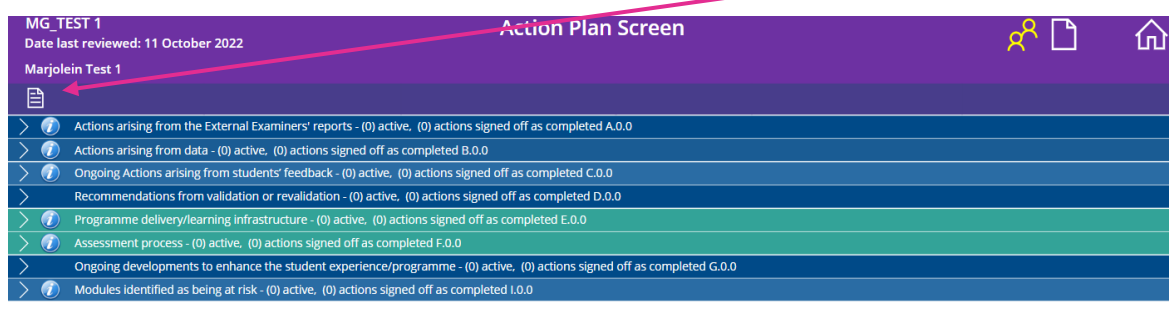 MG_TEST 1
Action Plan Screen
Date last reviewed: 11 October 2022
Marjolein Test 1
Actions arising from the External Examiners' reports - (0) active, (0) actions signed off as completed A.0.0
Actions arising from data - (0) active, (0) actions signed off as completed B.0.0
Ongoing Actions arising from students' feedback - (0) active, (0) actions signed off as completed C.0.0
Recommendations from validation or revalidation - (0) active, (0) actions signed off as completed D.0.0
Programme delivery/learning infrastructure - (0) active, (0) actions signed off as completed E.0.0
Assessment process - (0) active, (0) actions signed off as completed F.0.0
Ongoing developments to enhance the student experience/programme - (0) active, (0) actions signed off as completed G.0.0
Modules identified as being at risk - (0) active, (0) actions signed off as completed I.0.0